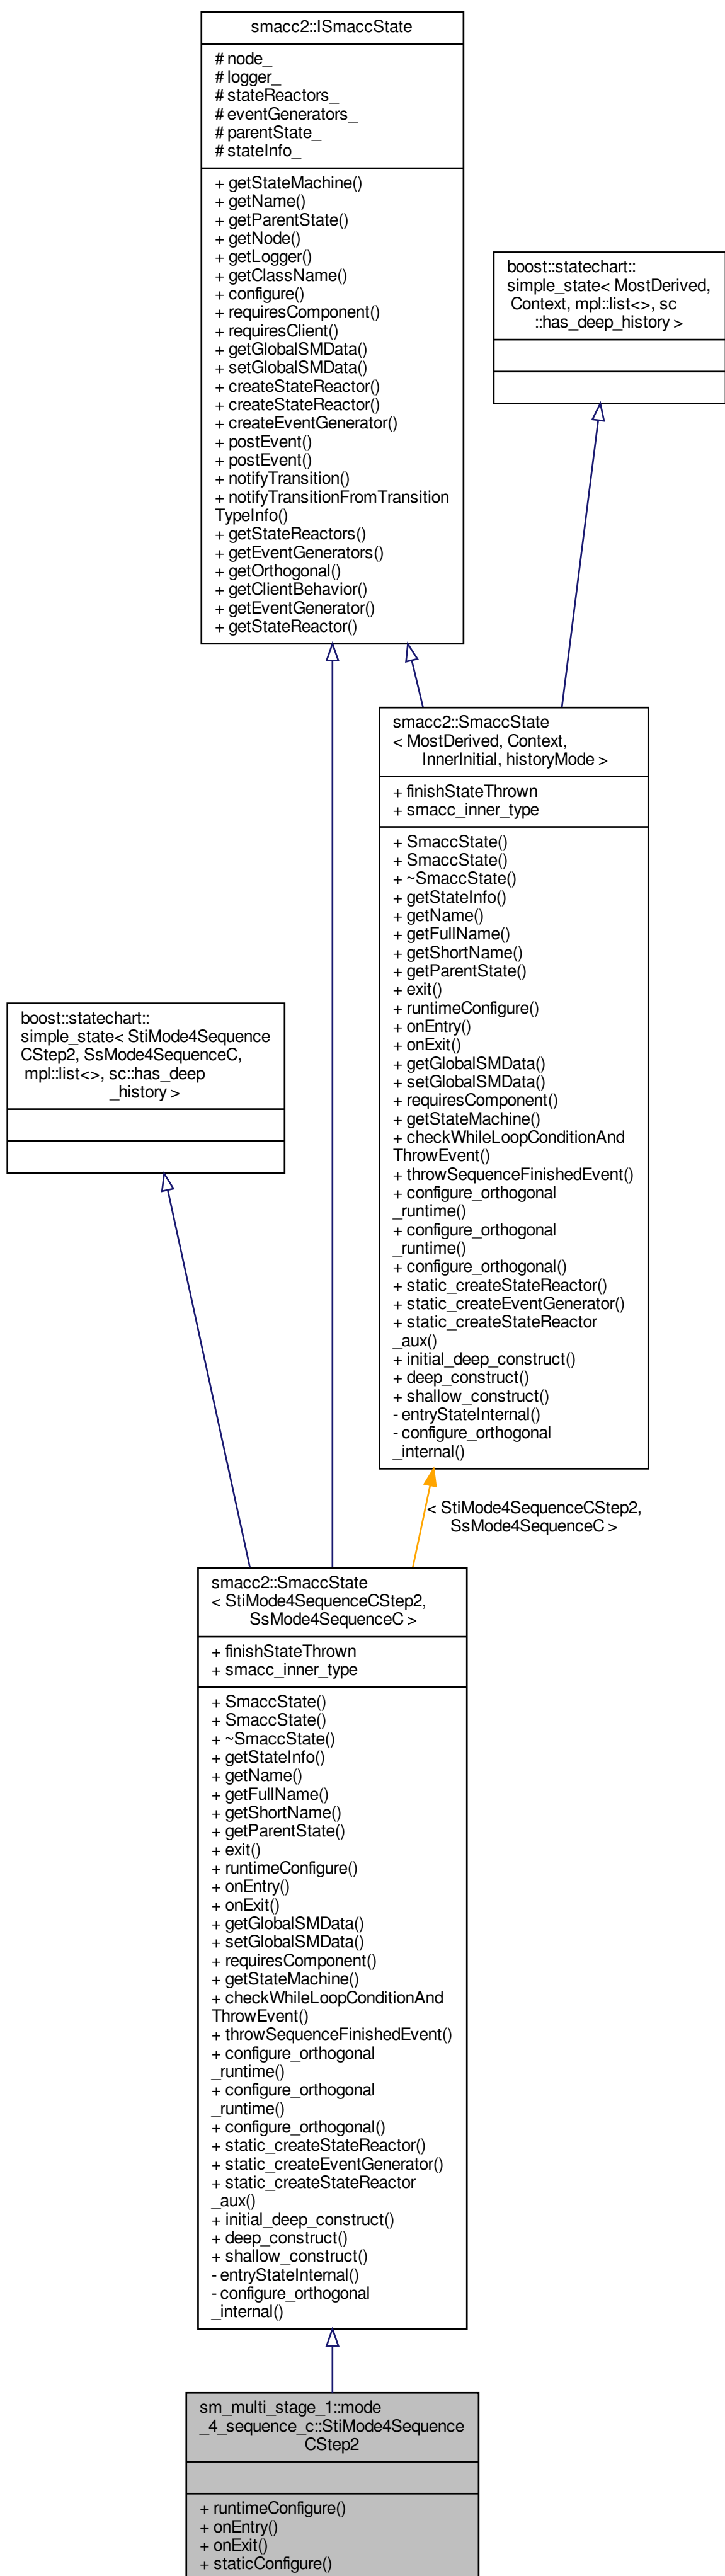 smacc2::ISmaccState
# node_
# logger_
# stateReactors_
# eventGenerators_
# parentState_
# stateInfo_
+ getStateMachine()
+ getName()
+ getParentState()
+ getNode()
+ getLogger()
+ getClassName()
+ configure()
+ requiresComponent()
+ requiresClient()
+ getGlobalSMData()
+ setGlobalSMData()
+ createStateReactor()
+ createStateReactor()
+ createEventGenerator()
+ postEvent()
+ postEvent()
+ notifyTransition()
+ notifyTransitionFromTransition
TypeInfo()
+ getStateReactors()
+ getEventGenerators()
+ getOrthogonal()
+ getClientBehavior()
+ getEventGenerator()
+ getStateReactor()
boost::statechart::
simple_state< MostDerived,
Context, mpl::list<>, sc
::has_deep_history >
smacc2::SmaccState
< MostDerived, Context,
InnerInitial, historyMode >
+ finishStateThrown
+ smacc_inner_type
+ SmaccState()
+ SmaccState()
+ ~SmaccState()
+ getStateInfo()
+ getName()
+ getFullName()
+ getShortName()
+ getParentState()
+ exit()
+ runtimeConfigure()
+ onEntry()
+ onExit()
+ getGlobalSMData()
+ setGlobalSMData()
+ requiresComponent()
+ getStateMachine()
+ checkWhileLoopConditionAnd
ThrowEvent()
+ throwSequenceFinishedEvent()
+ configure_orthogonal
_runtime()
+ configure_orthogonal
_runtime()
+ configure_orthogonal()
+ static_createStateReactor()
+ static_createEventGenerator()
+ static_createStateReactor
_aux()
+ initial_deep_construct()
+ deep_construct()
+ shallow_construct()
- entryStateInternal()
- configure_orthogonal
_internal()
boost::statechart::
simple_state< StiMode4Sequence
CStep2, SsMode4SequenceC,
mpl::list<>, sc::has_deep
_history >
< StiMode4SequenceCStep2,
SsMode4SequenceC >
smacc2::SmaccState
< StiMode4SequenceCStep2,
SsMode4SequenceC >
+ finishStateThrown
+ smacc_inner_type
+ SmaccState()
+ SmaccState()
+ ~SmaccState()
+ getStateInfo()
+ getName()
+ getFullName()
+ getShortName()
+ getParentState()
+ exit()
+ runtimeConfigure()
+ onEntry()
+ onExit()
+ getGlobalSMData()
+ setGlobalSMData()
+ requiresComponent()
+ getStateMachine()
+ checkWhileLoopConditionAnd
ThrowEvent()
+ throwSequenceFinishedEvent()
+ configure_orthogonal
_runtime()
+ configure_orthogonal
_runtime()
+ configure_orthogonal()
+ static_createStateReactor()
+ static_createEventGenerator()
+ static_createStateReactor
_aux()
+ initial_deep_construct()
+ deep_construct()
+ shallow_construct()
- entryStateInternal()
- configure_orthogonal
_internal()
sm_multi_stage_1::mode
_4_sequence_c::StiMode4Sequence
CStep2
+ runtimeConfigure()
+ onEntry()
+ onExit()
+ staticConfigure()